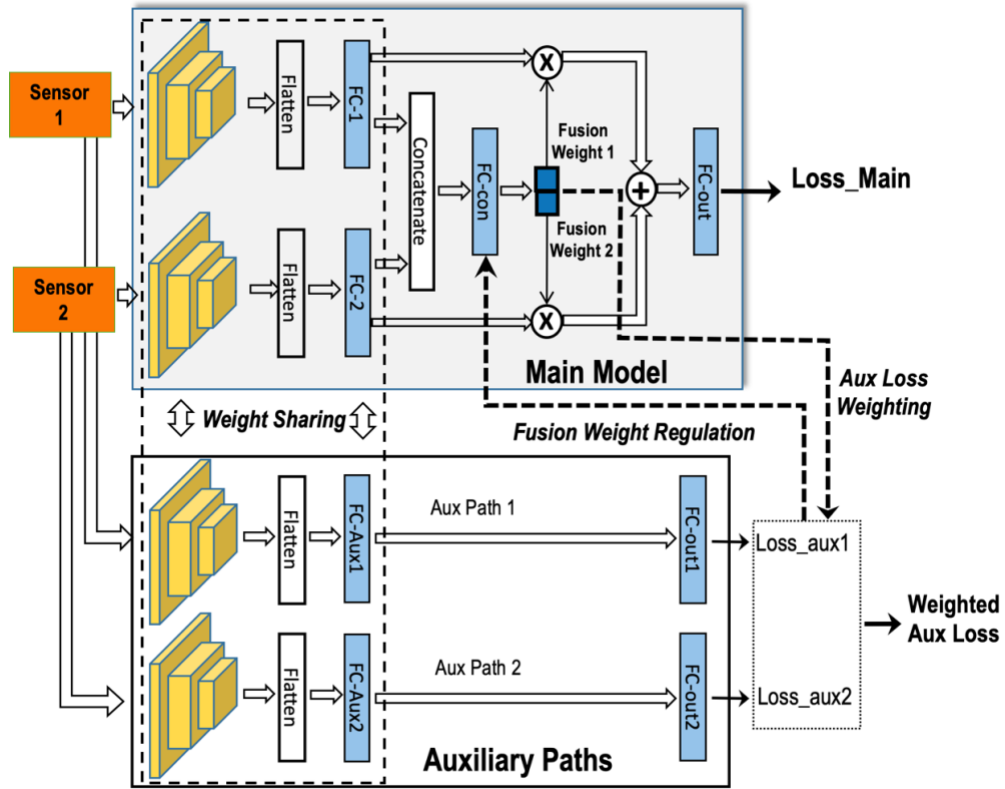 Sensor
1
Flatten
FC-1
Concatenate
FC-con
X
Fusion
Weight 1
Fusion
Weight 2
+
FC-out
Loss_Main
Sensor
2
Flatten
FC-2
X
Main Model
Weight Sharing
Fusion Weight Regulation
Aux Loss
Weighting
Flatten
FC-Aux1
Aux Path 1
FC-out1
Loss_aux1
Weighted
Aux Loss
Flatten
FC-Aux2
Aux Path 2
FC-out2
Loss_aux2
Auxiliary Paths